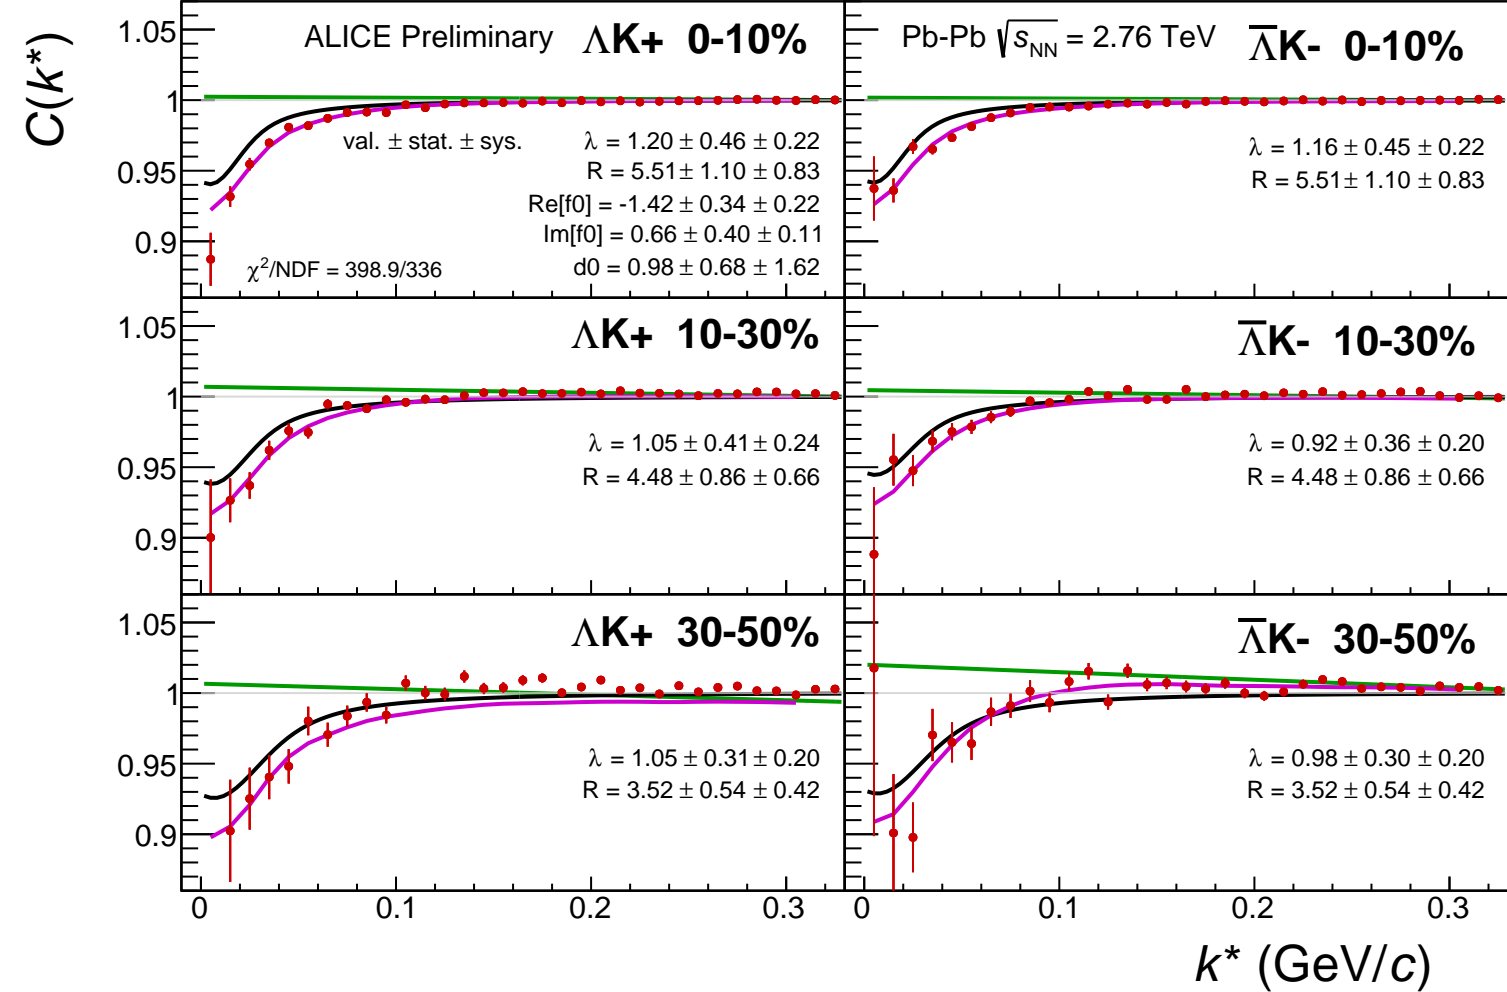 C(k*)
ALICE Preliminary ΛK+ 0-10%
val. ± stat. ± sys.
λ = 1.20 ± 0.46 ± 0.22
R = 5.51 ± 1.10 ± 0.83
Re[f0] = -1.42 ± 0.34 ± 0.22
Im[f0] = 0.66 ± 0.40 ± 0.11
χ²/NDF = 398.9/336
d0 = 0.98 ± 0.68 ± 1.62
1.05
1
0.95
0.9
Pb-Pb √sNN = 2.76 TeV Λ̅K- 0-10%
λ = 1.16 ± 0.45 ± 0.22
R = 5.51 ± 1.10 ± 0.83
ΛK+ 10-30%
λ = 1.05 ± 0.41 ± 0.24
R = 4.48 ± 0.86 ± 0.66
1.05
1
0.95
0.9
Λ̅K- 10-30%
λ = 0.92 ± 0.36 ± 0.20
R = 4.48 ± 0.86 ± 0.66
ΛK+ 30-50%
λ = 1.05 ± 0.31 ± 0.20
R = 3.52 ± 0.54 ± 0.42
1.05
1
0.95
0.9
Λ̅K- 30-50%
λ = 0.98 ± 0.30 ± 0.20
R = 3.52 ± 0.54 ± 0.42
0 0.1 0.2 0.3
0 0.1 0.2 0.3
k* (GeV/c)